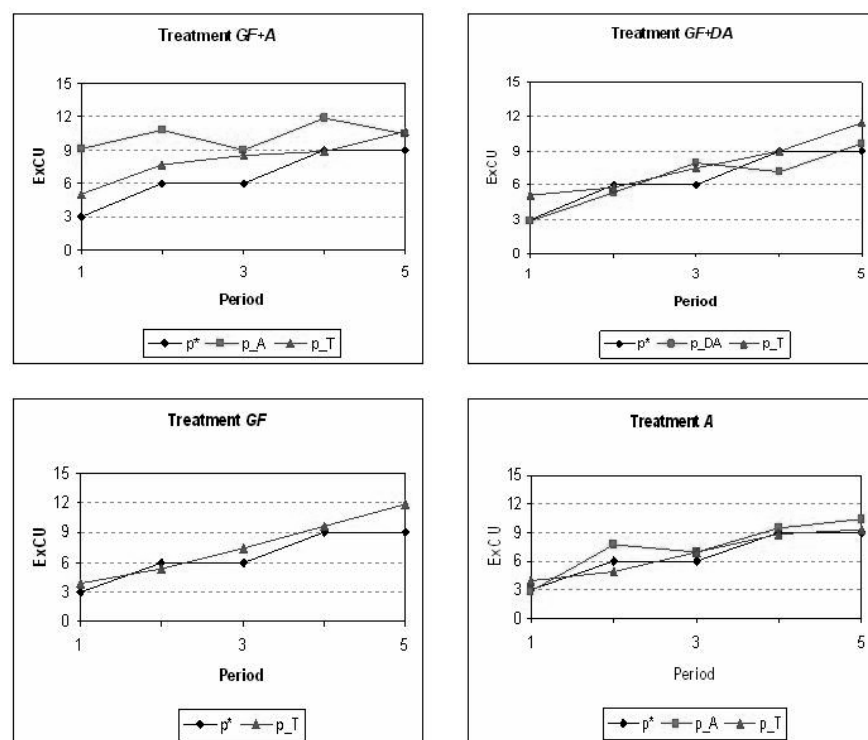 Treatment GF+A
15
12
9
6
3
0
ExCU
1 3 5
Period
p* p_A p_T
Treatment GF+DA
15
12
9
6
3
0
ExCU
1 3 5
Period
p* p_DA p_T
Treatment GF
15
12
9
6
3
0
ExCU
1 3 5
Period
p* p_T
Treatment A
15
12
9
6
3
0
ExCU
1 3 5
Period
p* p_A p_T